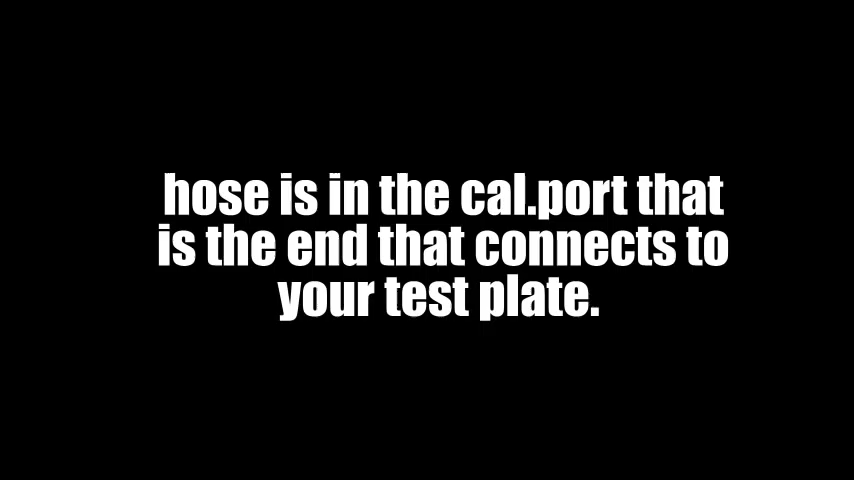 hose is in the cal.port that
is the end that connects to
your test plate.